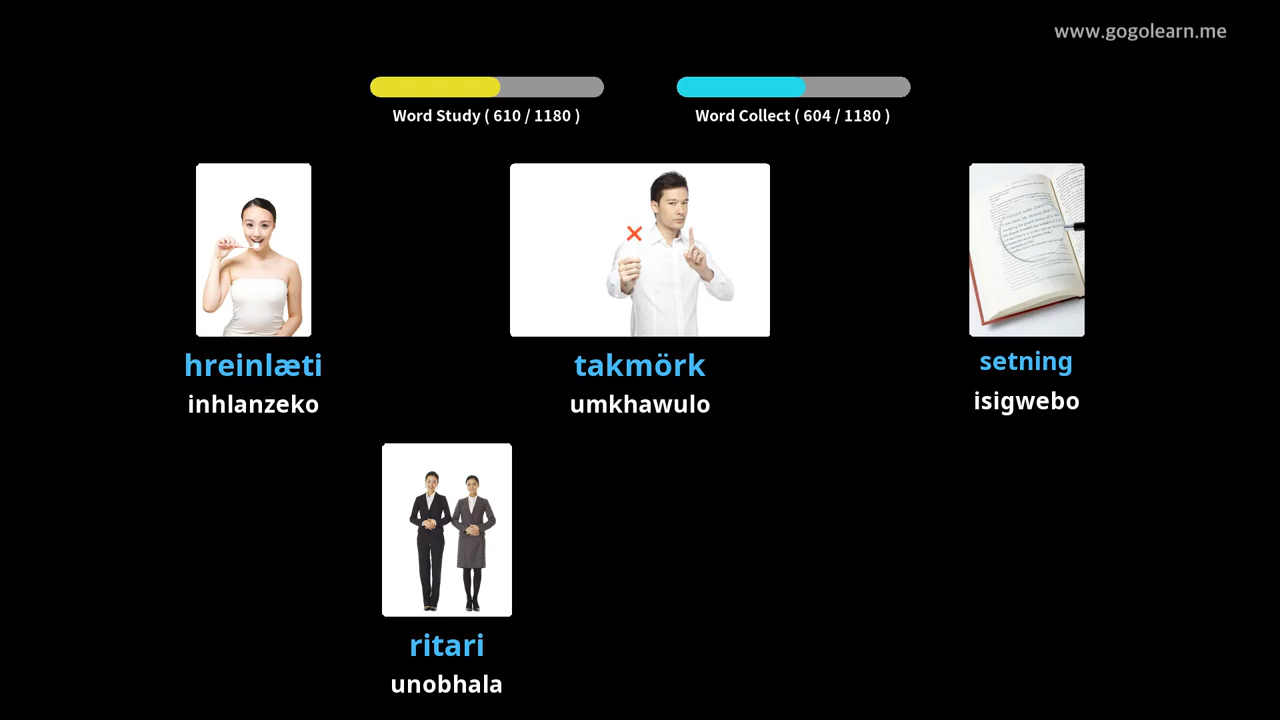 www.gogolearn.me
Word Study ( 610 / 1180 )
Word Collect ( 604 / 1180 )
hreinlæti
inhlanzeko
takmörk
umkhawulo
setning
isigwebo
ritari
unobhala